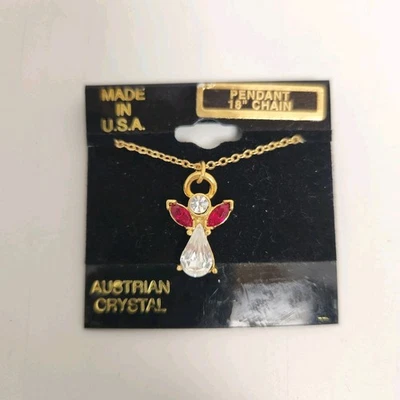 MADE
IN
U.S.A.
PENDANT
18" CHAIN
AUSTRIAN
CRYSTAL